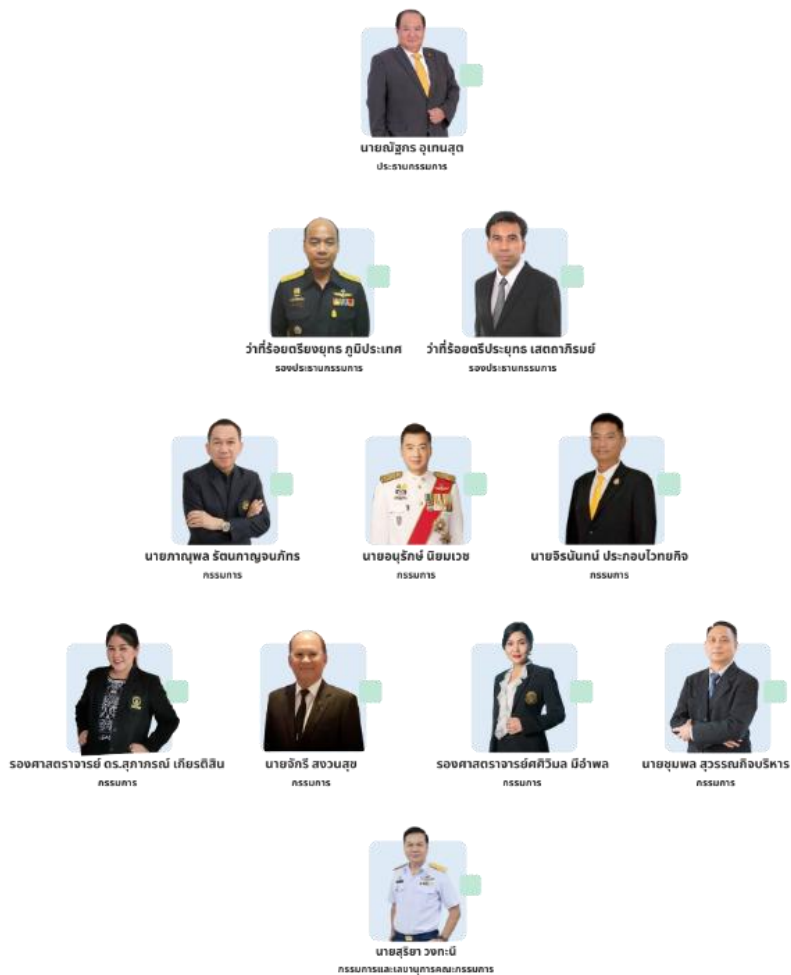 นายณัฐกร อุเทนสุต
ประธานกรรมการ
ว่าที่ร้อยตรียงยุทธ ภูมิประเทศ
ว่าที่ร้อยตรีประยุทธ เสตถาภิรมย์
รองประธานกรรมการ
รองประธานกรรมการ
นายภาณุพล รัตนกาญจนภัทร
นายอนุรักษ์ นิยมเวช
นายจิรนันทน์ ประกอบไวทยกิจ
กรรมการ
กรรมการ
กรรมการ
รองศาสตราจารย์ ดร.สุภาภรณ์ เกียรติสิน
นายจักรี สงวนสุข
รองศาสตราจารย์ศศิวิมล มีอำพล
นายชุมพล สุวรรณกิจบริหาร
กรรมการ
กรรมการ
กรรมการ
กรรมการ
นายสุริยา วงทะนี
กรรมการและเลขานุการคณะกรรมการ